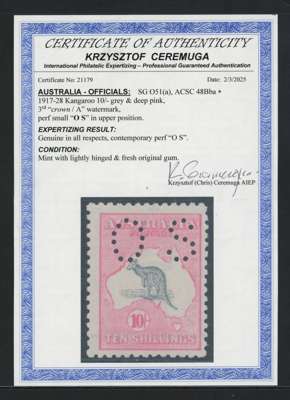 CERTIFICATE OF AUTHENTICITY
KRZYSZTOF CEREMUGA
International Philatelic Expertizing – Professional Guaranteed Authenticity
Certificate No: 21179 Date: 2/3/2025
AUSTRALIA - OFFICIALS: SG O51(a), ACSC 48Bba *
1917-28 Kangaroo 10/- grey & deep pink,
3rd "crown / A" watermark,
perf small "O S" in upper position.
EXPERTIZING RESULT:
Genuine in all respects, contemporary perf "O S".
CONDITION:
Mint with lightly hinged & fresh original gum.
K. Ceremuga
Krzysztof (Chris) Ceremuga AIEP
AUSTRALIA
POSTAGE
O S
10/-
TEN SHILLINGS